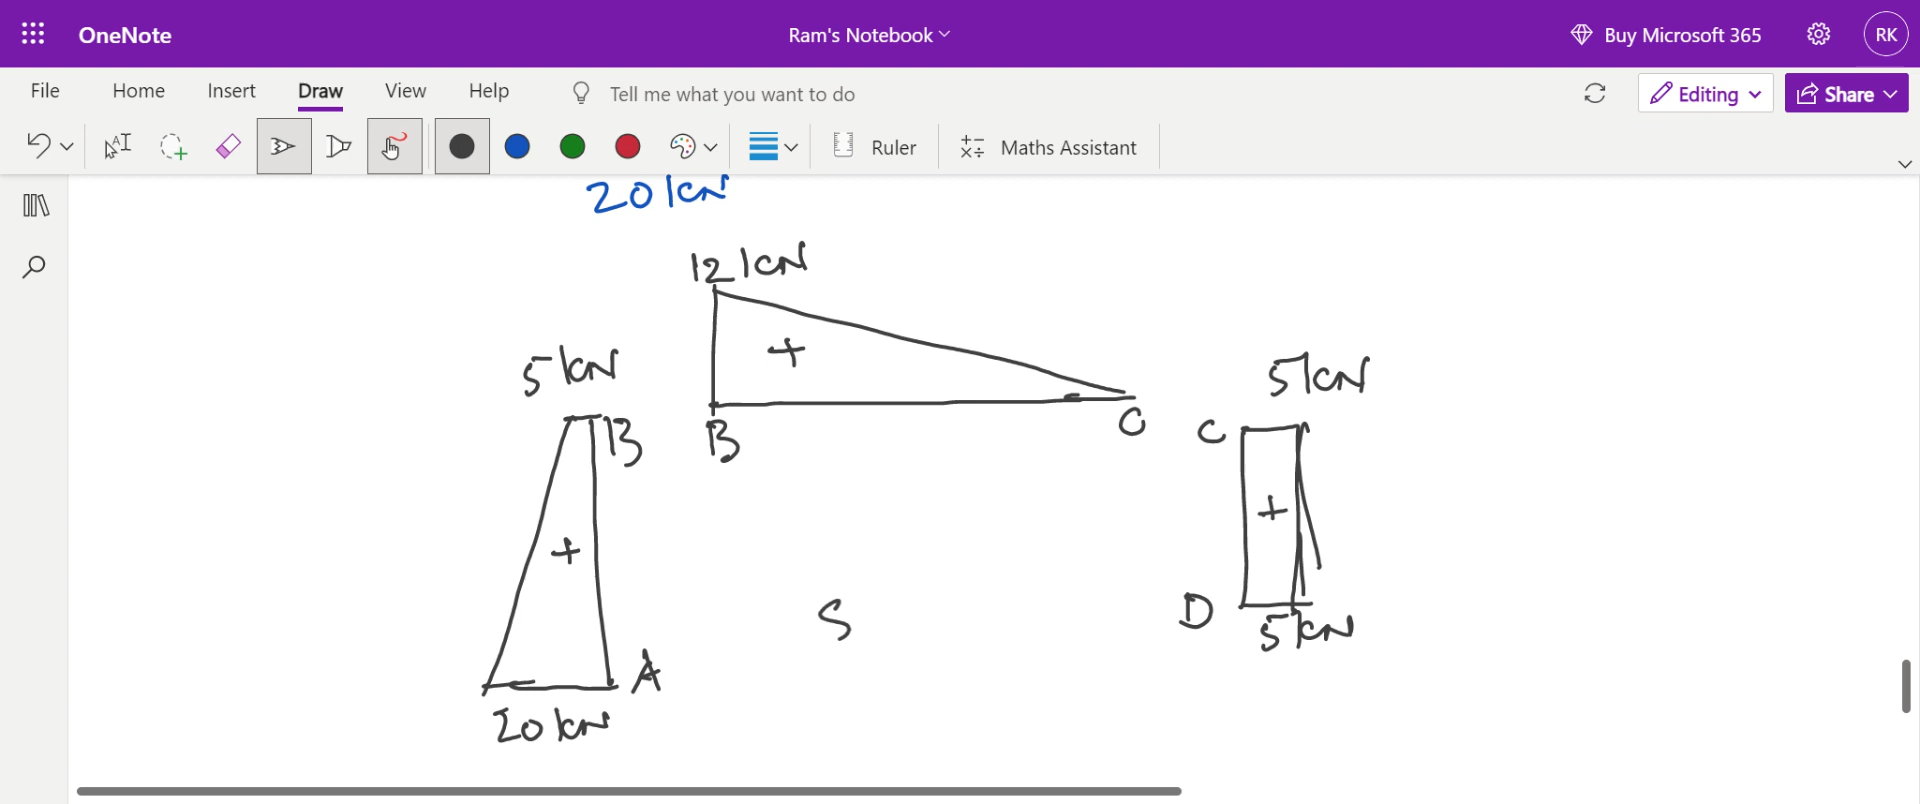 OneNote
Ram's Notebook
Buy Microsoft 365
RK
File Home Insert Draw View Help
Tell me what you want to do
Editing
Share
Ruler
Maths Assistant
20 kN
12 kN
5 kN
B
B
C
C
5 kN
+
+
+
S
D
5 kN
A
20 kN